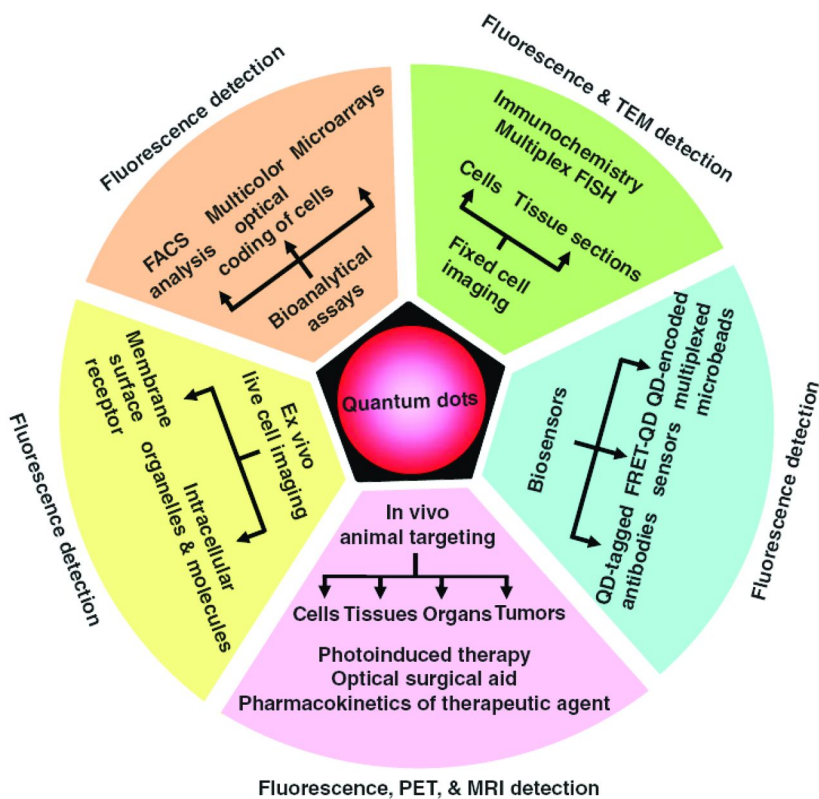 Fluorescence detection
Microarrays
Multicolor
optical
coding of cells
FACS
analysis
Bioanalytical
assays
Fluorescence & TEM detection
Immunochemistry
Multiplex FISH
Cells
Tissue sections
Fixed cell
imaging
Fluorescence detection
Biosensors
QD-encoded
multiplexed
microbeads
FRET-QD
sensors
QD-tagged
antibodies
Fluorescence detection
Membrane
surface
receptor
Ex vivo
live cell imaging
Intracellular
organelles & molecules
Quantum dots
In vivo
animal targeting
Cells Tissues Organs Tumors
Photoinduced therapy
Optical surgical aid
Pharmacokinetics of therapeutic agent
Fluorescence, PET, & MRI detection